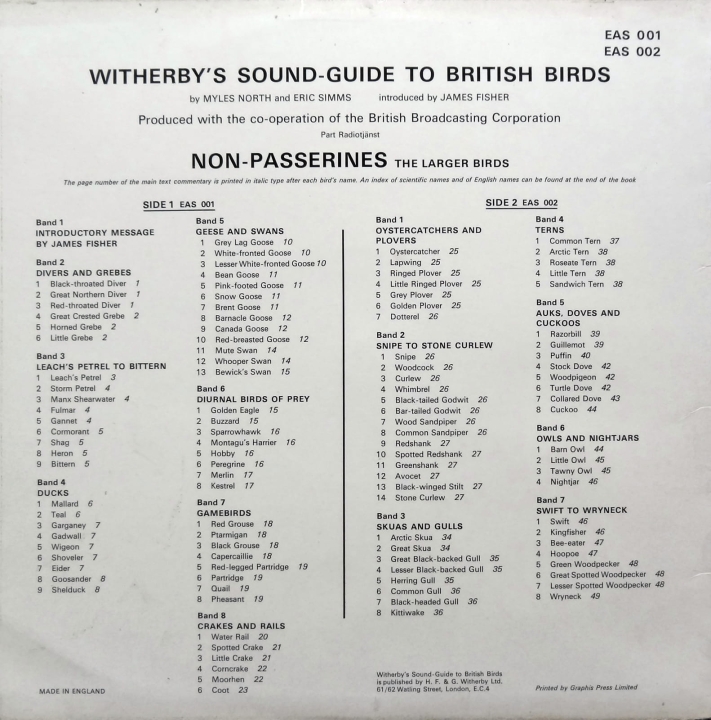 EAS 001
EAS 002
WITHERBY'S SOUND-GUIDE TO BRITISH BIRDS
by MYLES NORTH and ERIC SIMMS introduced by JAMES FISHER
Produced with the co-operation of the British Broadcasting Corporation
Part Radiotjänst
NON-PASSERINES THE LARGER BIRDS
The page number of the main text commentary is printed in italic type after each bird's name. An index of scientific names and of English names can be found at the end of the book
SIDE 1 EAS 001
Band 1
INTRODUCTORY MESSAGE
BY JAMES FISHER
Band 2
DIVERS AND GREBES
1 Black-throated Diver 1
2 Great Northern Diver 1
3 Red-throated Diver 1
4 Great Crested Grebe 2
5 Horned Grebe 2
6 Little Grebe 2
Band 3
LEACH'S PETREL TO BITTERN
1 Leach's Petrel 3
2 Storm Petrel 4
3 Manx Shearwater 4
4 Fulmar 4
5 Gannet 4
6 Cormorant 5
7 Shag 5
8 Heron 5
9 Bittern 5
Band 4
DUCKS
1 Mallard 6
2 Teal 6
3 Garganey 7
4 Gadwall 7
5 Wigeon 7
6 Shoveler 7
7 Eider 7
8 Goosander 8
9 Shelduck 8
Band 5
GEESE AND SWANS
1 Grey Lag Goose 10
2 White-fronted Goose 10
3 Lesser White-fronted Goose 10
4 Bean Goose 11
5 Pink-footed Goose 11
6 Snow Goose 11
7 Brent Goose 11
8 Barnacle Goose 12
9 Canada Goose 12
10 Red-breasted Goose 12
11 Mute Swan 14
12 Whooper Swan 14
13 Bewick's Swan 15
Band 6
DIURNAL BIRDS OF PREY
1 Golden Eagle 15
2 Buzzard 15
3 Sparrowhawk 16
4 Montagu's Harrier 16
5 Hobby 16
6 Peregrine 16
7 Merlin 17
8 Kestrel 17
Band 7
GAMEBIRDS
1 Red Grouse 18
2 Ptarmigan 18
3 Black Grouse 18
4 Capercaillie 18
5 Red-legged Partridge 19
6 Partridge 19
7 Quail 19
8 Pheasant 19
Band 8
CRAKES AND RAILS
1 Water Rail 20
2 Spotted Crake 21
3 Little Crake 21
4 Corncrake 22
5 Moorhen 22
6 Coot 23
SIDE 2 EAS 002
Band 1
OYSTERCATCHERS AND
PLOVERS
1 Oystercatcher 25
2 Lapwing 25
3 Ringed Plover 25
4 Little Ringed Plover 25
5 Grey Plover 25
6 Golden Plover 25
7 Dotterel 26
Band 2
SNIPE TO STONE CURLEW
1 Snipe 26
2 Woodcock 26
3 Curlew 26
4 Whimbrel 26
5 Black-tailed Godwit 26
6 Bar-tailed Godwit 26
7 Wood Sandpiper 26
8 Common Sandpiper 26
9 Redshank 27
10 Spotted Redshank 27
11 Greenshank 27
12 Avocet 27
13 Black-winged Stilt 27
14 Stone Curlew 27
Band 3
SKUAS AND GULLS
1 Arctic Skua 34
2 Great Skua 34
3 Great Black-backed Gull 35
4 Lesser Black-backed Gull 35
5 Herring Gull 35
6 Common Gull 36
7 Black-headed Gull 36
8 Kittiwake 36
Band 4
TERNS
1 Common Tern 37
2 Arctic Tern 38
3 Roseate Tern 38
4 Little Tern 38
5 Sandwich Tern 38
Band 5
AUKS, DOVES AND
CUCKOOS
1 Razorbill 39
2 Guillemot 39
3 Puffin 40
4 Stock Dove 42
5 Woodpigeon 42
6 Turtle Dove 42
7 Collared Dove 43
8 Cuckoo 44
Band 6
OWLS AND NIGHTJARS
1 Barn Owl 44
2 Little Owl 45
3 Tawny Owl 45
4 Nightjar 46
Band 7
SWIFT TO WRYNECK
1 Swift 46
2 Kingfisher 46
3 Bee-eater 47
4 Hoopoe 47
5 Green Woodpecker 48
6 Great Spotted Woodpecker 48
7 Lesser Spotted Woodpecker 48
8 Wryneck 49
MADE IN ENGLAND
Witherby's Sound-Guide to British Birds
is published by H. F. & G. Witherby Ltd.
61/62 Watling Street, London, E.C.4
Printed by Graphis Press Limited